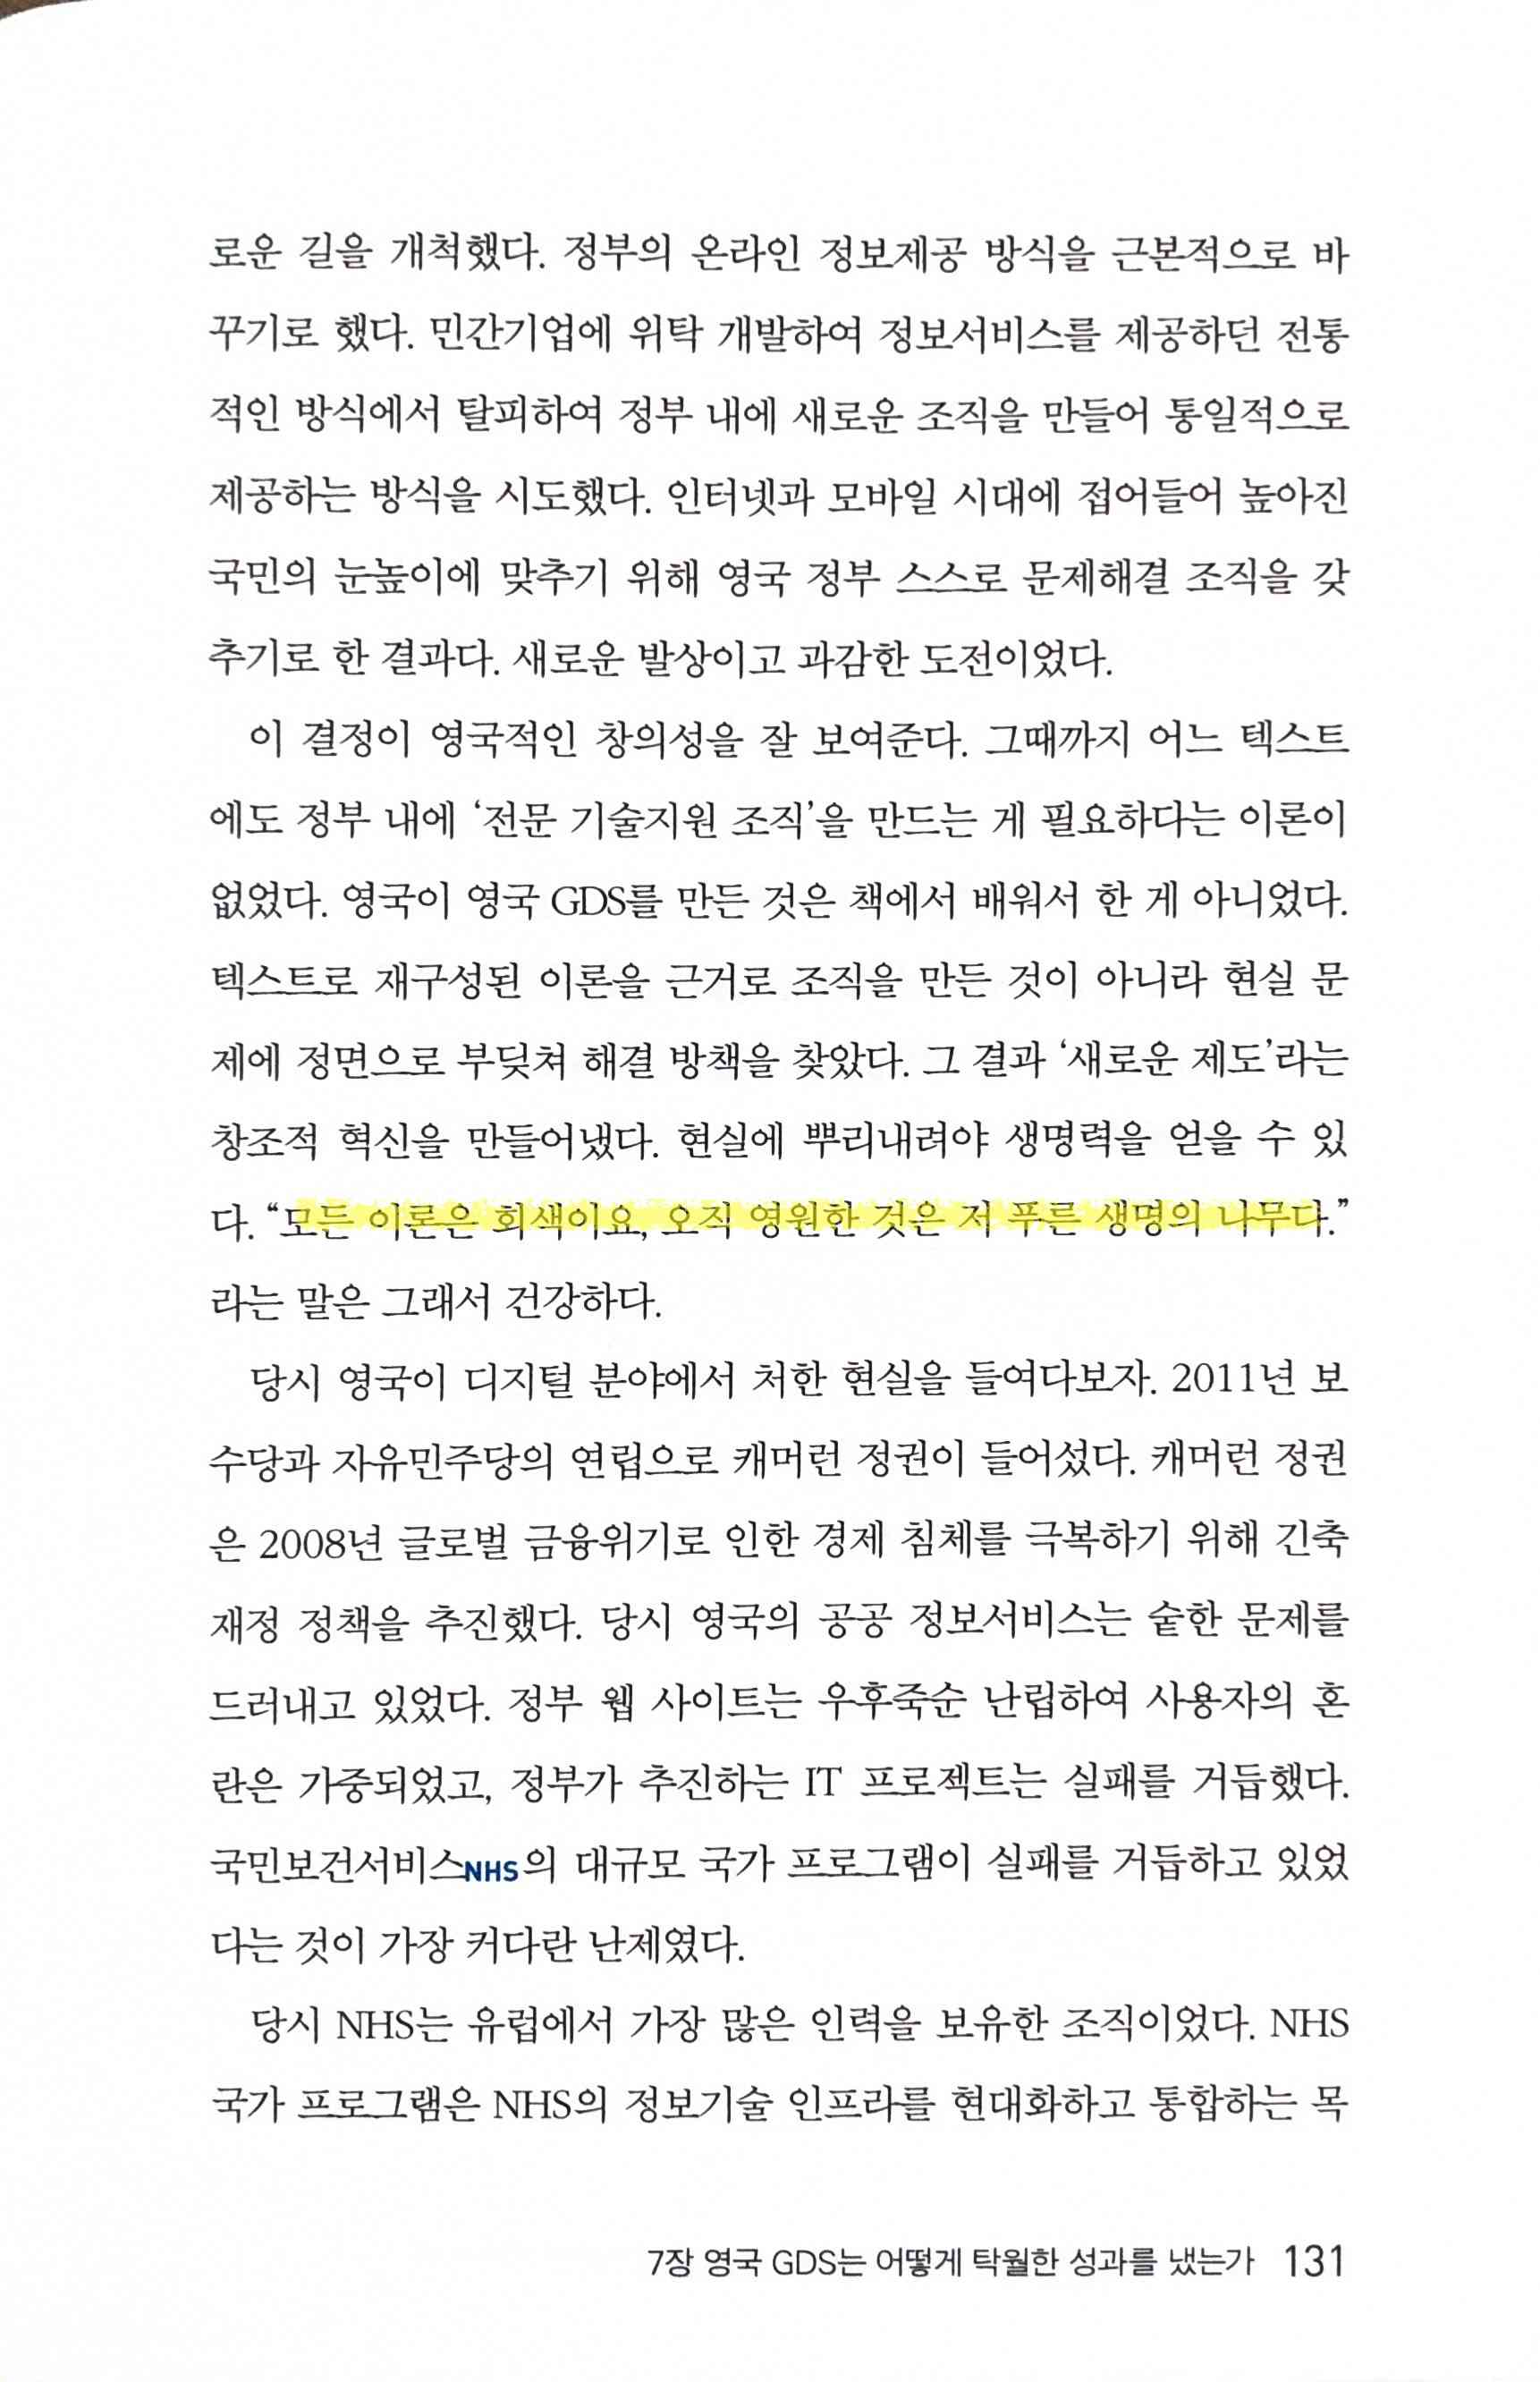 로운 길을 개척했다. 정부의 온라인 정보제공 방식을 근본적으로 바
꾸기로 했다. 민간기업에 위탁 개발하여 정보서비스를 제공하던 전통
적인 방식에서 탈피하여 정부 내에 새로운 조직을 만들어 통일적으로
제공하는 방식을 시도했다. 인터넷과 모바일 시대에 접어들어 높아진
국민의 눈높이에 맞추기 위해 영국 정부 스스로 문제해결 조직을 갖
추기로 한 결과다. 새로운 발상이고 과감한 도전이었다.
이 결정이 영국적인 창의성을 잘 보여준다. 그때까지 어느 텍스트
에도 정부 내에 ‘전문 기술지원 조직’을 만드는 게 필요하다는 이론이
없었다. 영국이 영국 GDS를 만든 것은 책에서 배워서 한 게 아니었다.
텍스트로 재구성된 이론을 근거로 조직을 만든 것이 아니라 현실 문
제에 정면으로 부딪쳐 해결 방책을 찾았다. 그 결과 ‘새로운 제도’라는
창조적 혁신을 만들어냈다. 현실에 뿌리내려야 생명력을 얻을 수 있
다. “모든 이론은 회색이요, 오직 영원한 것은 저 푸른 생명의 나무다.”
라는 말은 그래서 건강하다.
당시 영국이 디지털 분야에서 처한 현실을 들여다보자. 2011년 보
수당과 자유민주당의 연립으로 캐머런 정권이 들어섰다. 캐머런 정권
은 2008년 글로벌 금융위기로 인한 경제 침체를 극복하기 위해 긴축
재정 정책을 추진했다. 당시 영국의 공공 정보서비스는 숱한 문제를
드러내고 있었다. 정부 웹 사이트는 우후죽순 난립하여 사용자의 혼
란은 가중되었고, 정부가 추진하는 IT 프로젝트는 실패를 거듭했다.
국민보건서비스NHS의 대규모 국가 프로그램이 실패를 거듭하고 있었
다는 것이 가장 커다란 난제였다.
당시 NHS는 유럽에서 가장 많은 인력을 보유한 조직이었다. NHS
국가 프로그램은 NHS의 정보기술 인프라를 현대화하고 통합하는 목
7장 영국 GDS는 어떻게 탁월한 성과를 냈는가 131